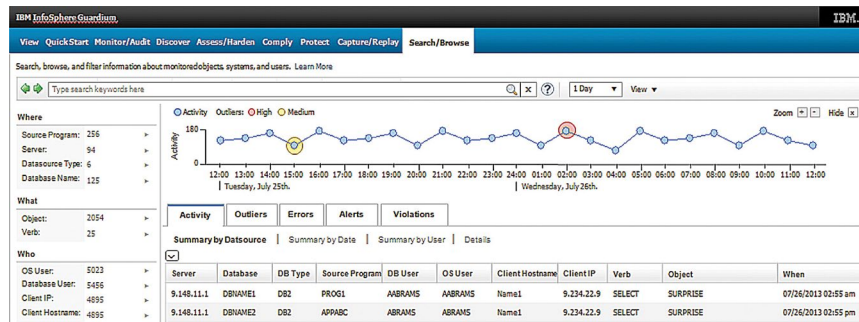 IBM InfoSphere Guardium
IBM.
View QuickStart Monitor/Audit Discover Assess/Harden Comply Protect Capture/Replay Search/Browse
Search, browse, and filter information about monitored objects, systems, and users. Learn More
Type search keywords here
x
?
1 Day
View
Where
Source Program: 256
Server: 94
Datasource Type: 6
Database Name: 125
What
Object: 2054
Verb: 25
Who
OS User: 5023
Database User: 5456
Client IP: 4895
Client Hostname: 4895
Activity Outliers: High Medium
Zoom + - Hide x
Activity
180
0
12:00 13:00 14:00 15:00 16:00 17:00 18:00 19:00 20:00 21:00 22:00 23:00 24:00 01:00 02:00 03:00 04:00 05:00 06:00 07:00 08:00 09:00 10:00 11:00 12:00
Tuesday, July 25th.
Wednesday, July 26th.
Activity Outliers Errors Alerts Violations
Summary by Datsource | Summary by Date | Summary by User | Details
Server Database DB Type Source Program DB User OS User Client Hostname Client IP Verb Object When
9.148.11.1 DBNAME1 DB2 PROG1 AABRAMS AABRAMS Name1 9.234.22.9 SELECT SURPRISE 07/26/2013 02:55 am
9.148.11.1 DBNAME2 DB2 APPABC ABRAMS ABRAMS Name1 9.234.22.9 SELECT SURPRISE 07/26/2013 02:55 pm